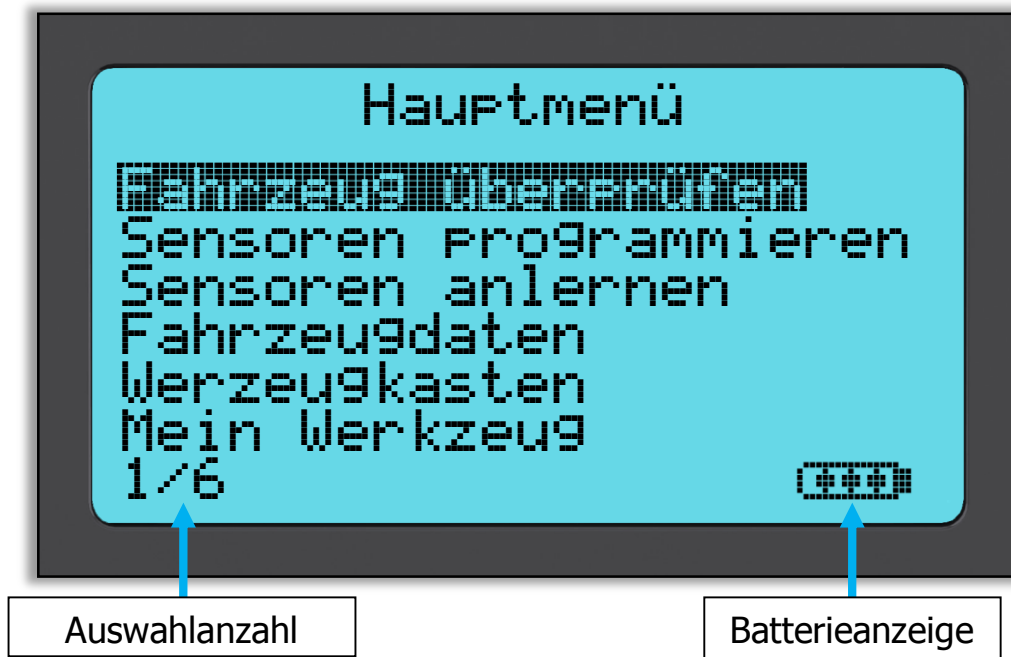 Hauptmenü
Fahrzeug überprüfen
Sensoren programmieren
Sensoren anlernen
Fahrzeugdaten
Werzeugkasten
Mein Werkzeug
1/6
Auswahlanzahl
Batterieanzeige